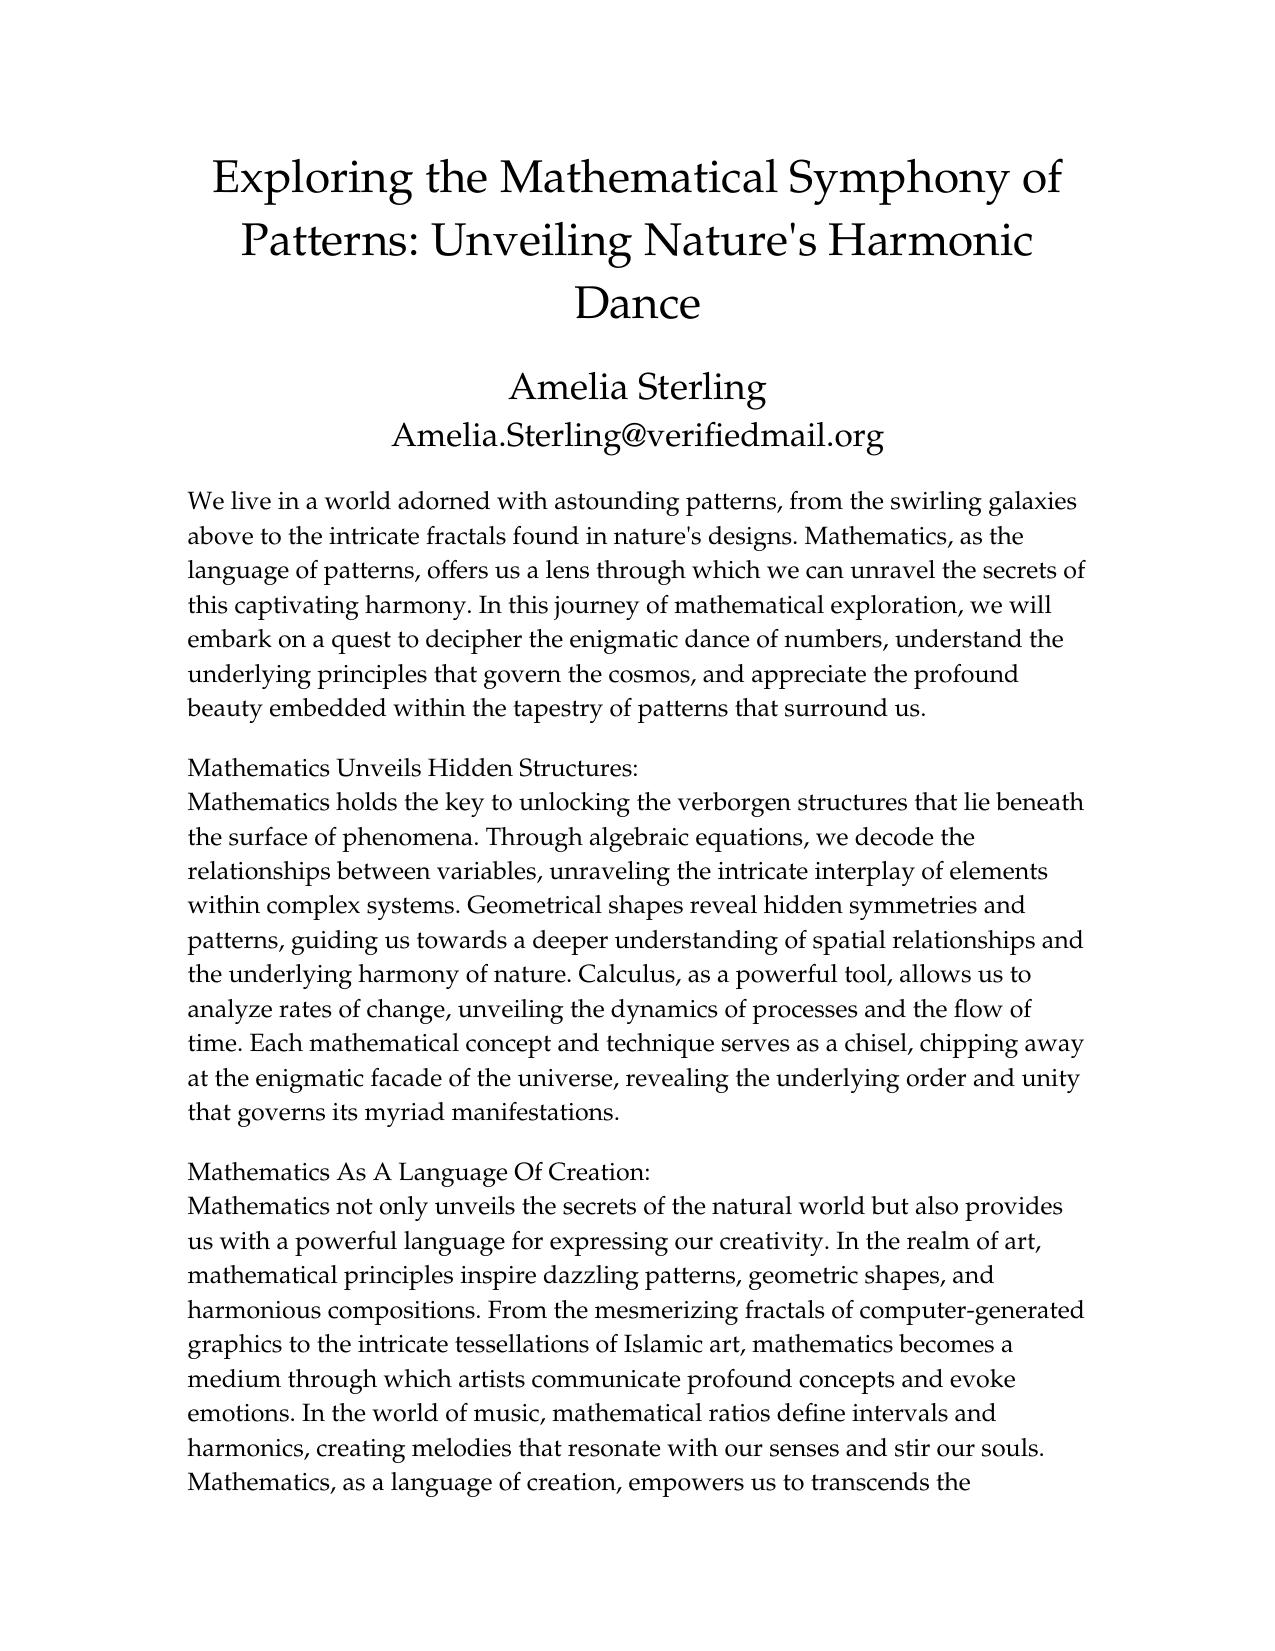 Exploring the Mathematical Symphony of
Patterns: Unveiling Nature's Harmonic
Dance
Amelia Sterling
Amelia.Sterling@verifiedmail.org
We live in a world adorned with astounding patterns, from the swirling galaxies
above to the intricate fractals found in nature's designs. Mathematics, as the
language of patterns, offers us a lens through which we can unravel the secrets of
this captivating harmony. In this journey of mathematical exploration, we will
embark on a quest to decipher the enigmatic dance of numbers, understand the
underlying principles that govern the cosmos, and appreciate the profound
beauty embedded within the tapestry of patterns that surround us.
Mathematics Unveils Hidden Structures:
Mathematics holds the key to unlocking the verborgen structures that lie beneath
the surface of phenomena. Through algebraic equations, we decode the
relationships between variables, unraveling the intricate interplay of elements
within complex systems. Geometrical shapes reveal hidden symmetries and
patterns, guiding us towards a deeper understanding of spatial relationships and
the underlying harmony of nature. Calculus, as a powerful tool, allows us to
analyze rates of change, unveiling the dynamics of processes and the flow of
time. Each mathematical concept and technique serves as a chisel, chipping away
at the enigmatic facade of the universe, revealing the underlying order and unity
that governs its myriad manifestations.
Mathematics As A Language Of Creation:
Mathematics not only unveils the secrets of the natural world but also provides
us with a powerful language for expressing our creativity. In the realm of art,
mathematical principles inspire dazzling patterns, geometric shapes, and
harmonious compositions. From the mesmerizing fractals of computer-generated
graphics to the intricate tessellations of Islamic art, mathematics becomes a
medium through which artists communicate profound concepts and evoke
emotions. In the world of music, mathematical ratios define intervals and
harmonics, creating melodies that resonate with our senses and stir our souls.
Mathematics, as a language of creation, empowers us to transcends the